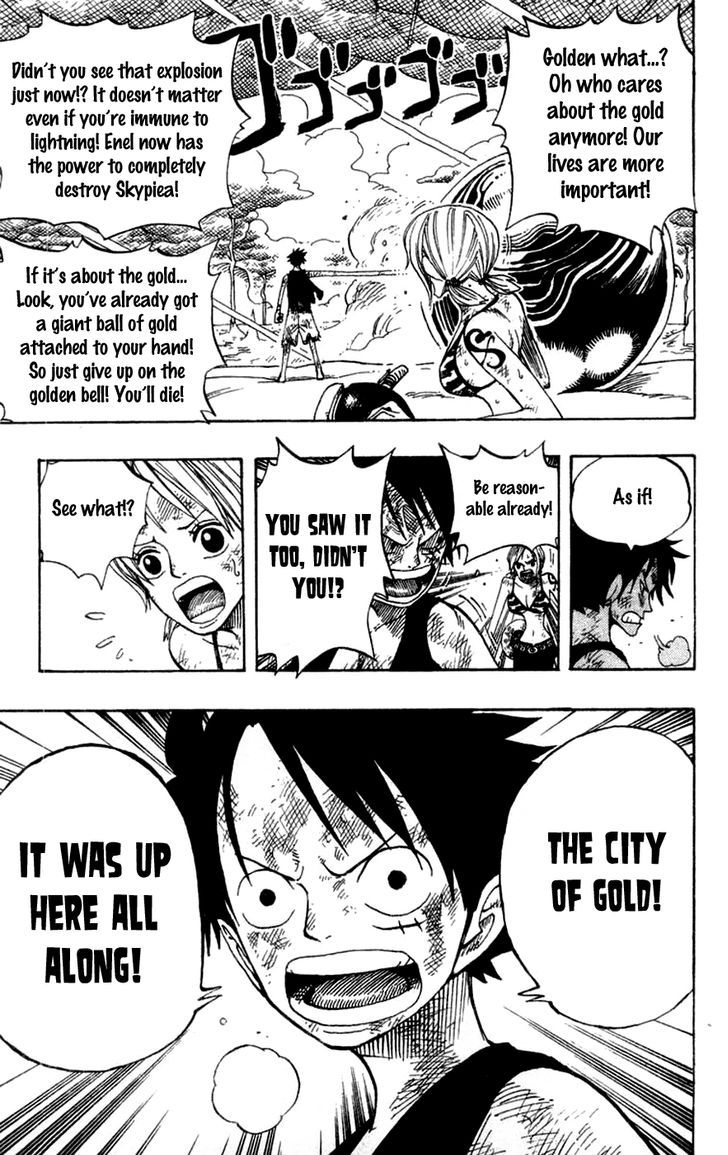 Golden what...?
Oh who cares
about the gold
anymore! Our
lives are more
important!
ゴゴゴゴゴ
Didn't you see that explosion
just now!? It doesn't matter
even if you're immune to
lightning! Enel now has
the power to completely
destroy Skypiea!
If it's about the gold...
Look, you've already got
a giant ball of gold
attached to your hand!
So just give up on the
golden bell! You'll die!
As if!
Be reason-
able already!
YOU SAW IT
TOO, DIDN'T
YOU!?
See what!?
THE CITY
OF GOLD!
IT WAS UP
HERE ALL
ALONG!